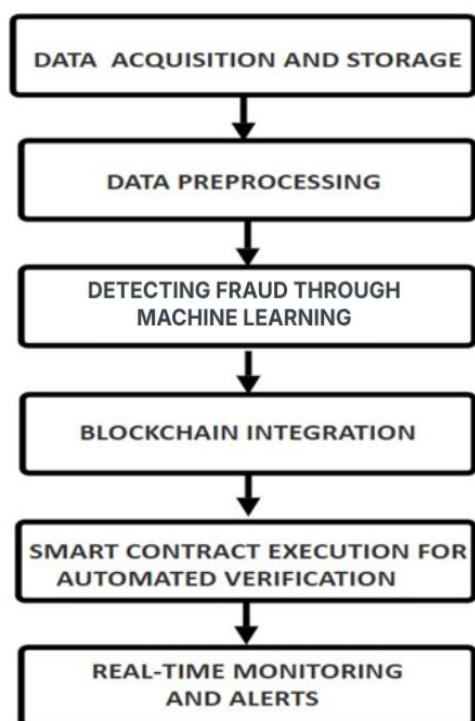 DATA ACQUISITION AND STORAGE
DATA PREPROCESSING
DETECTING FRAUD THROUGH
MACHINE LEARNING
BLOCKCHAIN INTEGRATION
SMART CONTRACT EXECUTION FOR
AUTOMATED VERIFICATION
REAL-TIME MONITORING
AND ALERTS